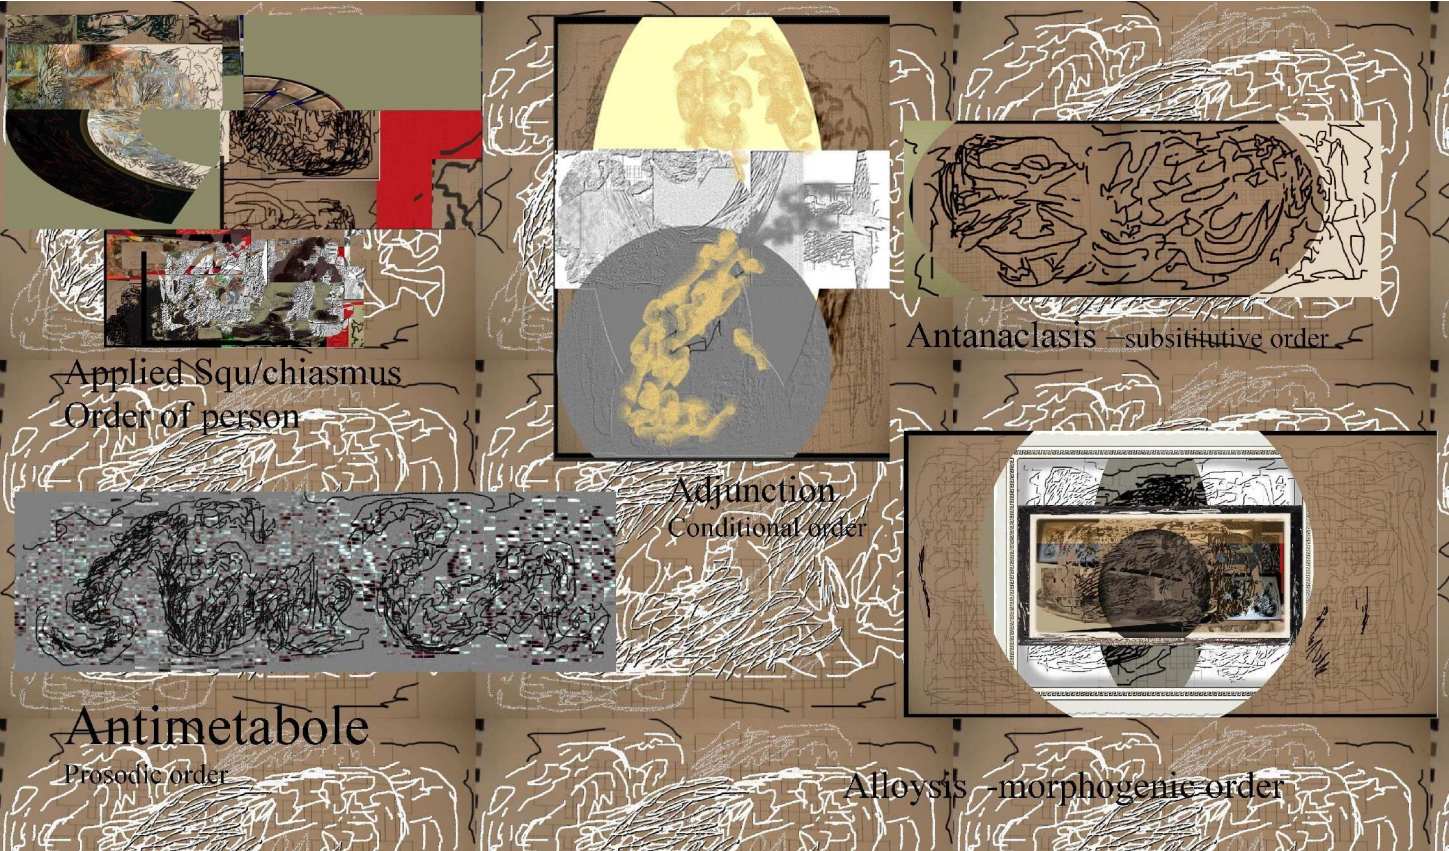 Applied Squ/chiasmus
Order of person
Adjunction
Conditional order
Antanaclasis –subsititutive order
Antimetabole
Prosodic order
Alloysis -morphogenic order